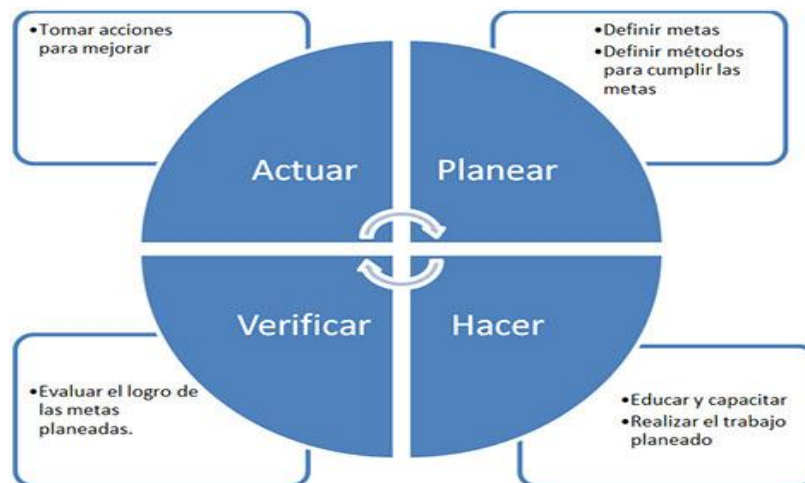 •Tomar acciones
para mejorar
•Definir metas
•Definir métodos
para cumplir las
metas
Actuar
Planear
Verificar
Hacer
•Evaluar el logro de
las metas
planeadas.
•Educar y capacitar
•Realizar el trabajo
planeado